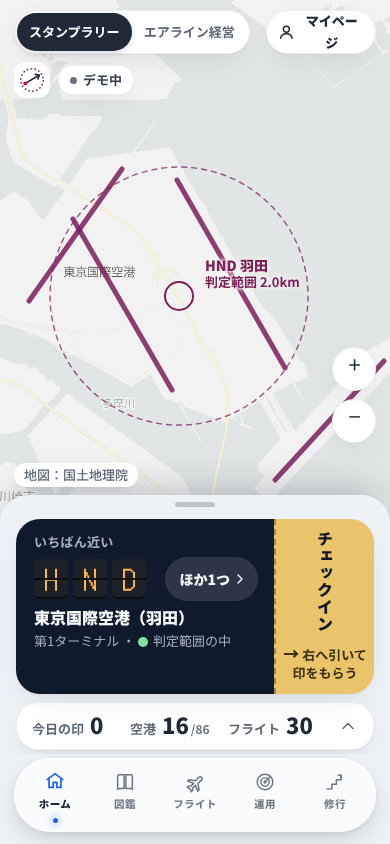 スタンプラリー
エアライン経営
マイページ
デモ中
HND 羽田
判定範囲 2.0km
東京国際空港
+
多摩川
−
地図：国土地理院
川崎市
いちばん近い
HND
ほか1つ
東京国際空港（羽田）
第1ターミナル ・ 判定範囲の中
チェックイン
→ 右へ引いて
印をもらう
今日の印 0 空港 16/86 フライト 30
ホーム 図鑑 フライト 運用 修行